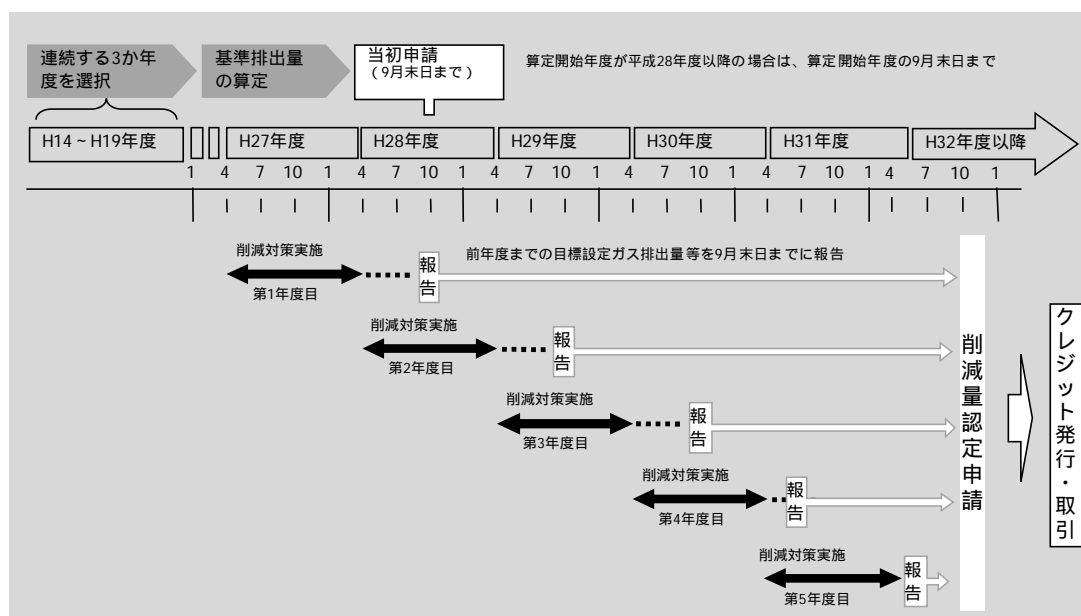 連続する3か年
度を選択
基準排出量
の算定
当初申請
(9月末日まで)
算定開始年度が平成28年度以降の場合は、算定開始年度の9月末日まで
H14~H19年度
H27年度
H28年度
H29年度
H30年度
H31年度
H32年度以降
1 4 7 10 1 4 7 10 1 4 7 10 1 4 7 10 1 4 7 10 1 4 7 10 1
削減対策実施
第1年度目
報告
前年度までの目標設定ガス排出量等を9月末日までに報告
削減対策実施
第2年度目
報告
削減対策実施
第3年度目
報告
削減対策実施
第4年度目
報告
削減対策実施
第5年度目
報告
削減量認定申請
クレジット発行・取引